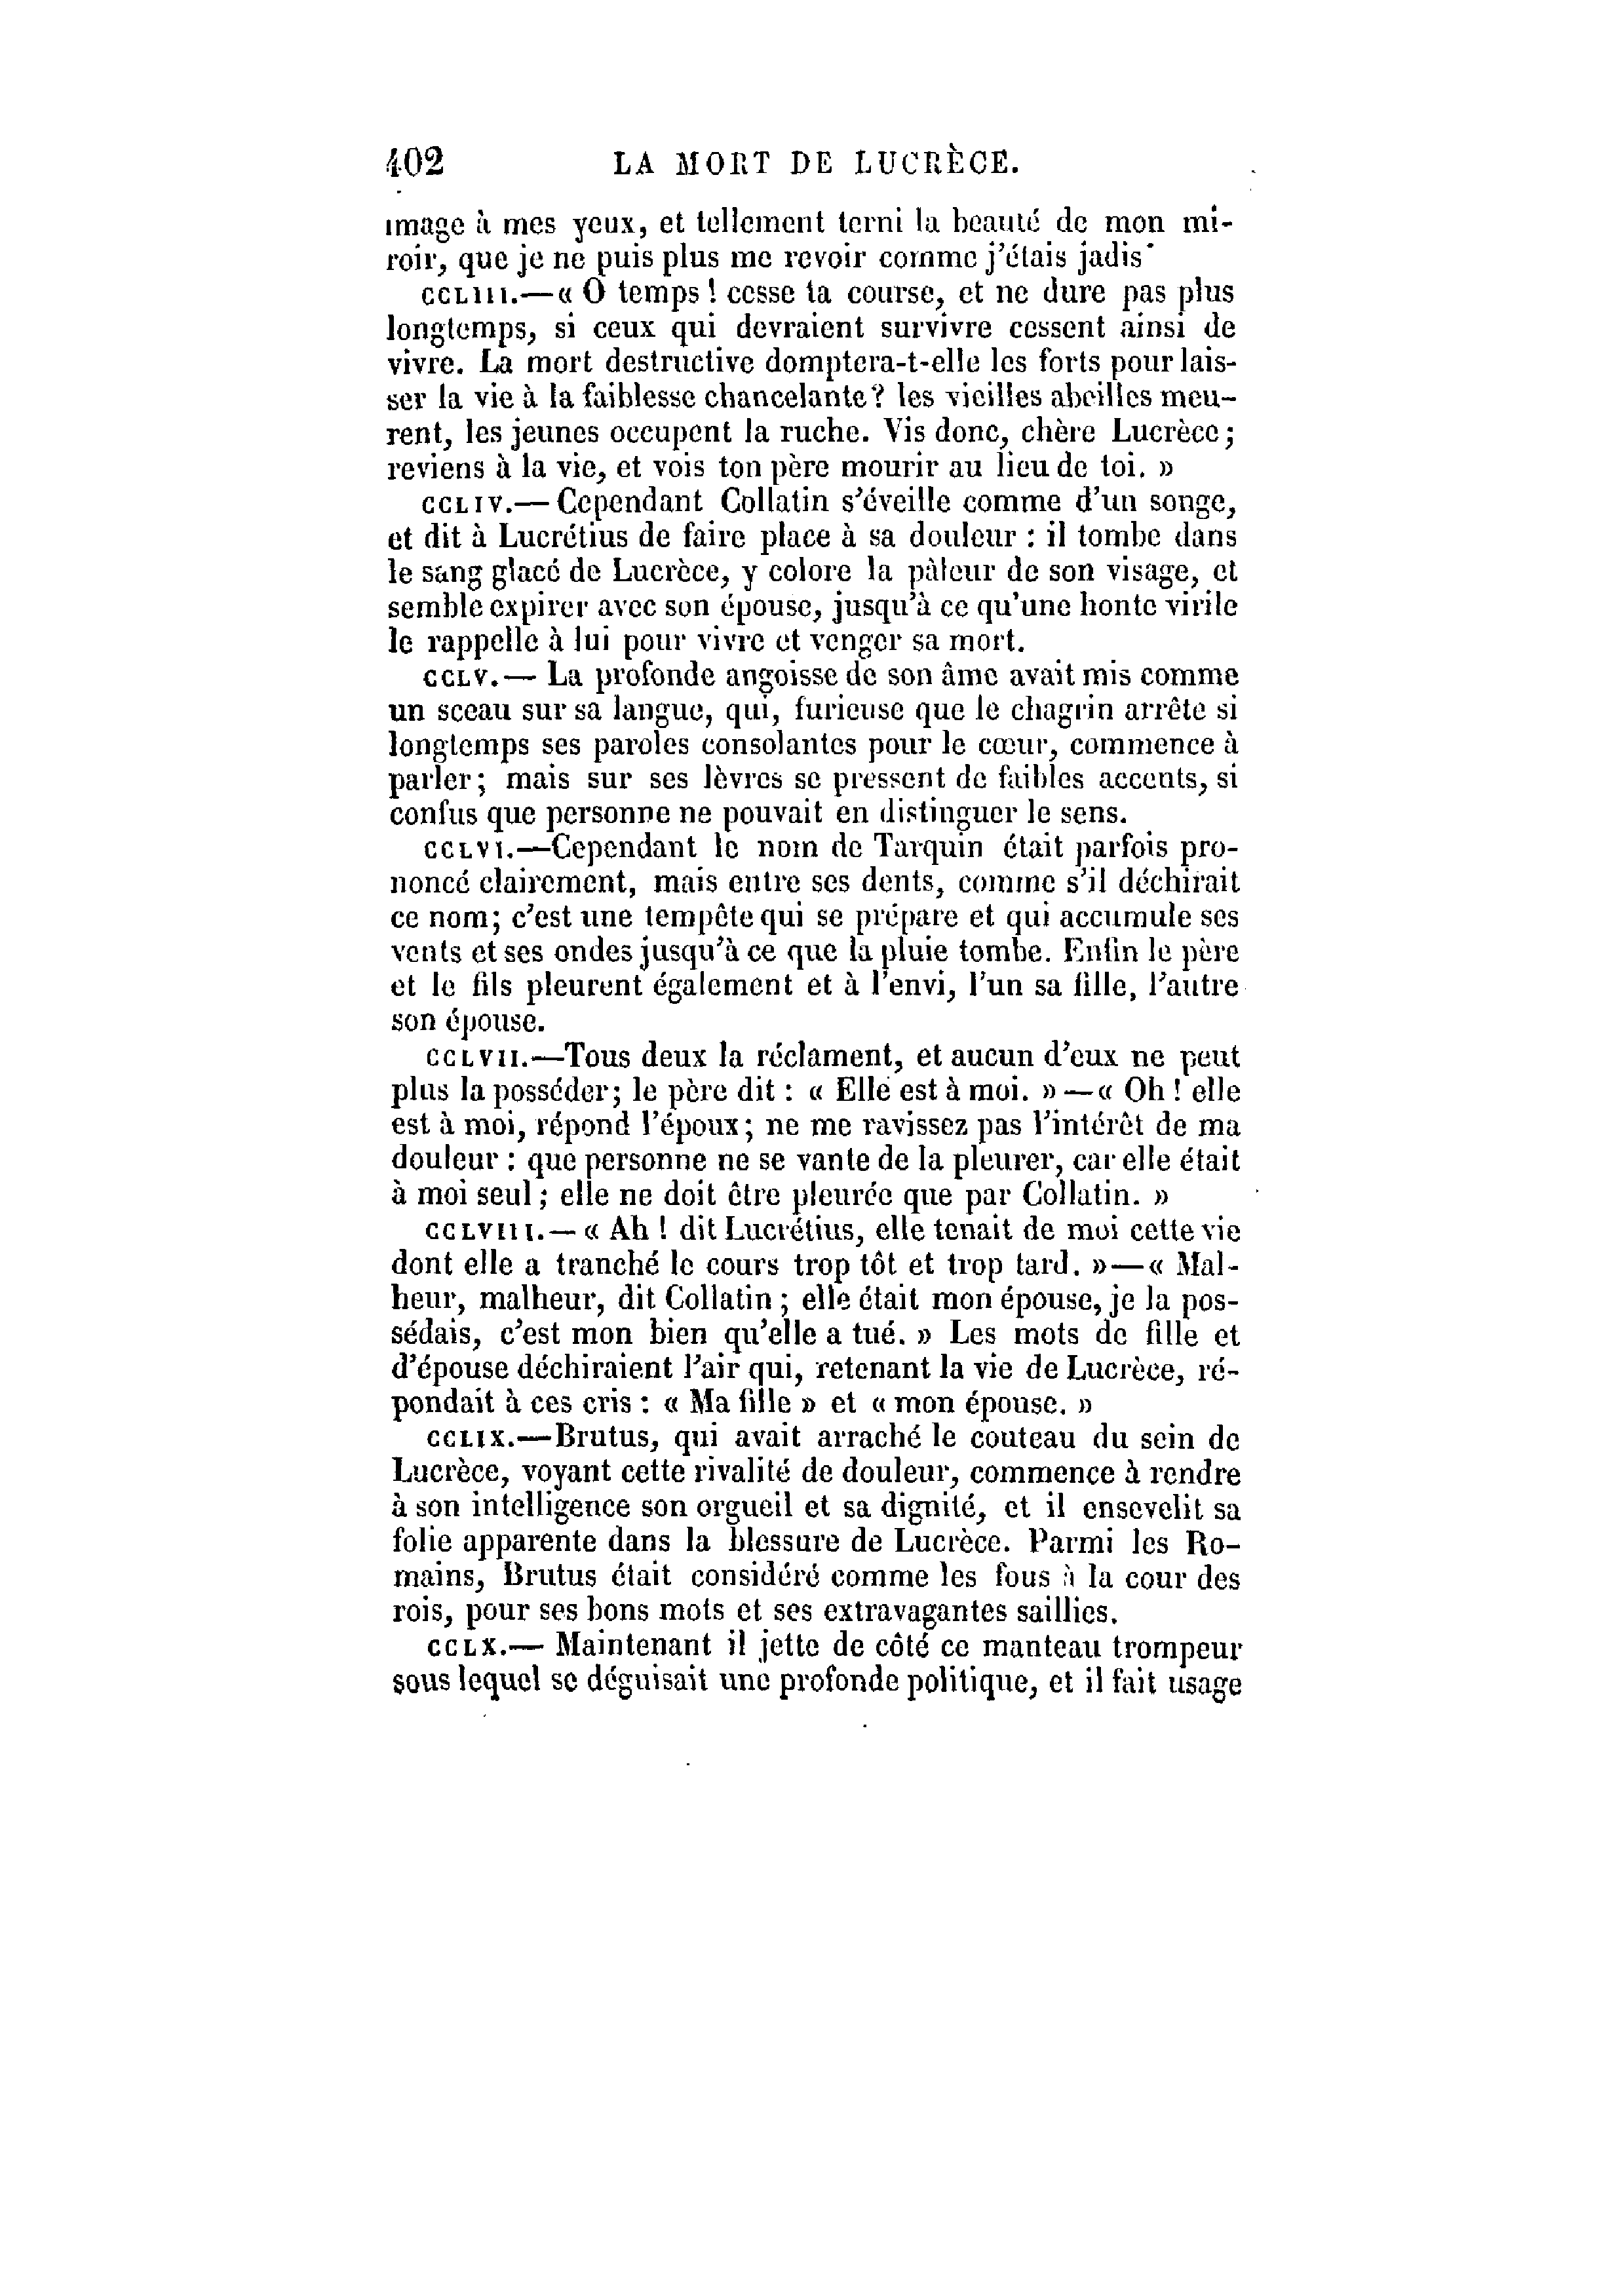 402 LA MORT DE LUCRÈCE.
image à mes yeux, et tellement terni la beauté de mon mi-
roir, que je ne puis plus me revoir comme j'étais jadis
CCLIII.—« O temps ! cesse ta course, et ne dure pas plus
longtemps, si ceux qui devraient survivre cessent ainsi de
vivre. La mort destructive domptera-t-elle les forts pour lais-
ser la vie à la faiblesse chancelante ? les vieilles abeilles meu-
rent, les jeunes occupent la ruche. Vis donc, chère Lucrèce ;
reviens à la vie, et vois ton père mourir au lieu de toi. »
CCLIV.— Cependant Collatin s'éveille comme d'un songe,
et dit à Lucrétius de faire place à sa douleur : il tombe dans
le sang glacé de Lucrèce, y colore la pâleur de son visage, et
semble expirer avec son épouse, jusqu'à ce qu'une honte virile
le rappelle à lui pour vivre et venger sa mort.
CCLV.— La profonde angoisse de son âme avait mis comme
un sceau sur sa langue, qui, furieuse que le chagrin arrête si
longtemps ses paroles consolantes pour le cœur, commence à
parler ; mais sur ses lèvres se pressent de faibles accents, si
confus que personne ne pouvait en distinguer le sens.
CCLVI.—Cependant le nom de Tarquin était parfois pro-
noncé clairement, mais entre ses dents, comme s'il déchirait
ce nom ; c'est une tempête qui se prépare et qui accumule ses
vents et ses ondes jusqu'à ce que la pluie tombe. Enfin le père
et le fils pleurent également et à l'envi, l'un sa fille, l'autre
son épouse.
CCLVII.—Tous deux la réclament, et aucun d'eux ne peut
plus la posséder ; le père dit : « Elle est à moi. » —« Oh ! elle
est à moi, répond l'époux ; ne me ravissez pas l'intérêt de ma
douleur : que personne ne se vante de la pleurer, car elle était
à moi seul ; elle ne doit être pleurée que par Collatin. »
CCLVIII.— « Ah ! dit Lucrétius, elle tenait de moi cette vie
dont elle a tranché le cours trop tôt et trop tard. »—« Mal-
heur, malheur, dit Collatin ; elle était mon épouse, je la pos-
sédais, c'est mon bien qu'elle a tué. » Les mots de fille et
d'épouse déchiraient l'air qui, retenant la vie de Lucrèce, ré-
pondait à ces cris : « Ma fille » et « mon épouse. »
CCLIX.—Brutus, qui avait arraché le couteau du sein de
Lucrèce, voyant cette rivalité de douleur, commence à rendre
à son intelligence son orgueil et sa dignité, et il ensevelit sa
folie apparente dans la blessure de Lucrèce. Parmi les Ro-
mains, Brutus était considéré comme les fous à la cour des
rois, pour ses bons mots et ses extravagantes saillies.
CCLX.— Maintenant il jette de côté ce manteau trompeur
sous lequel se déguisait une profonde politique, et il fait usage